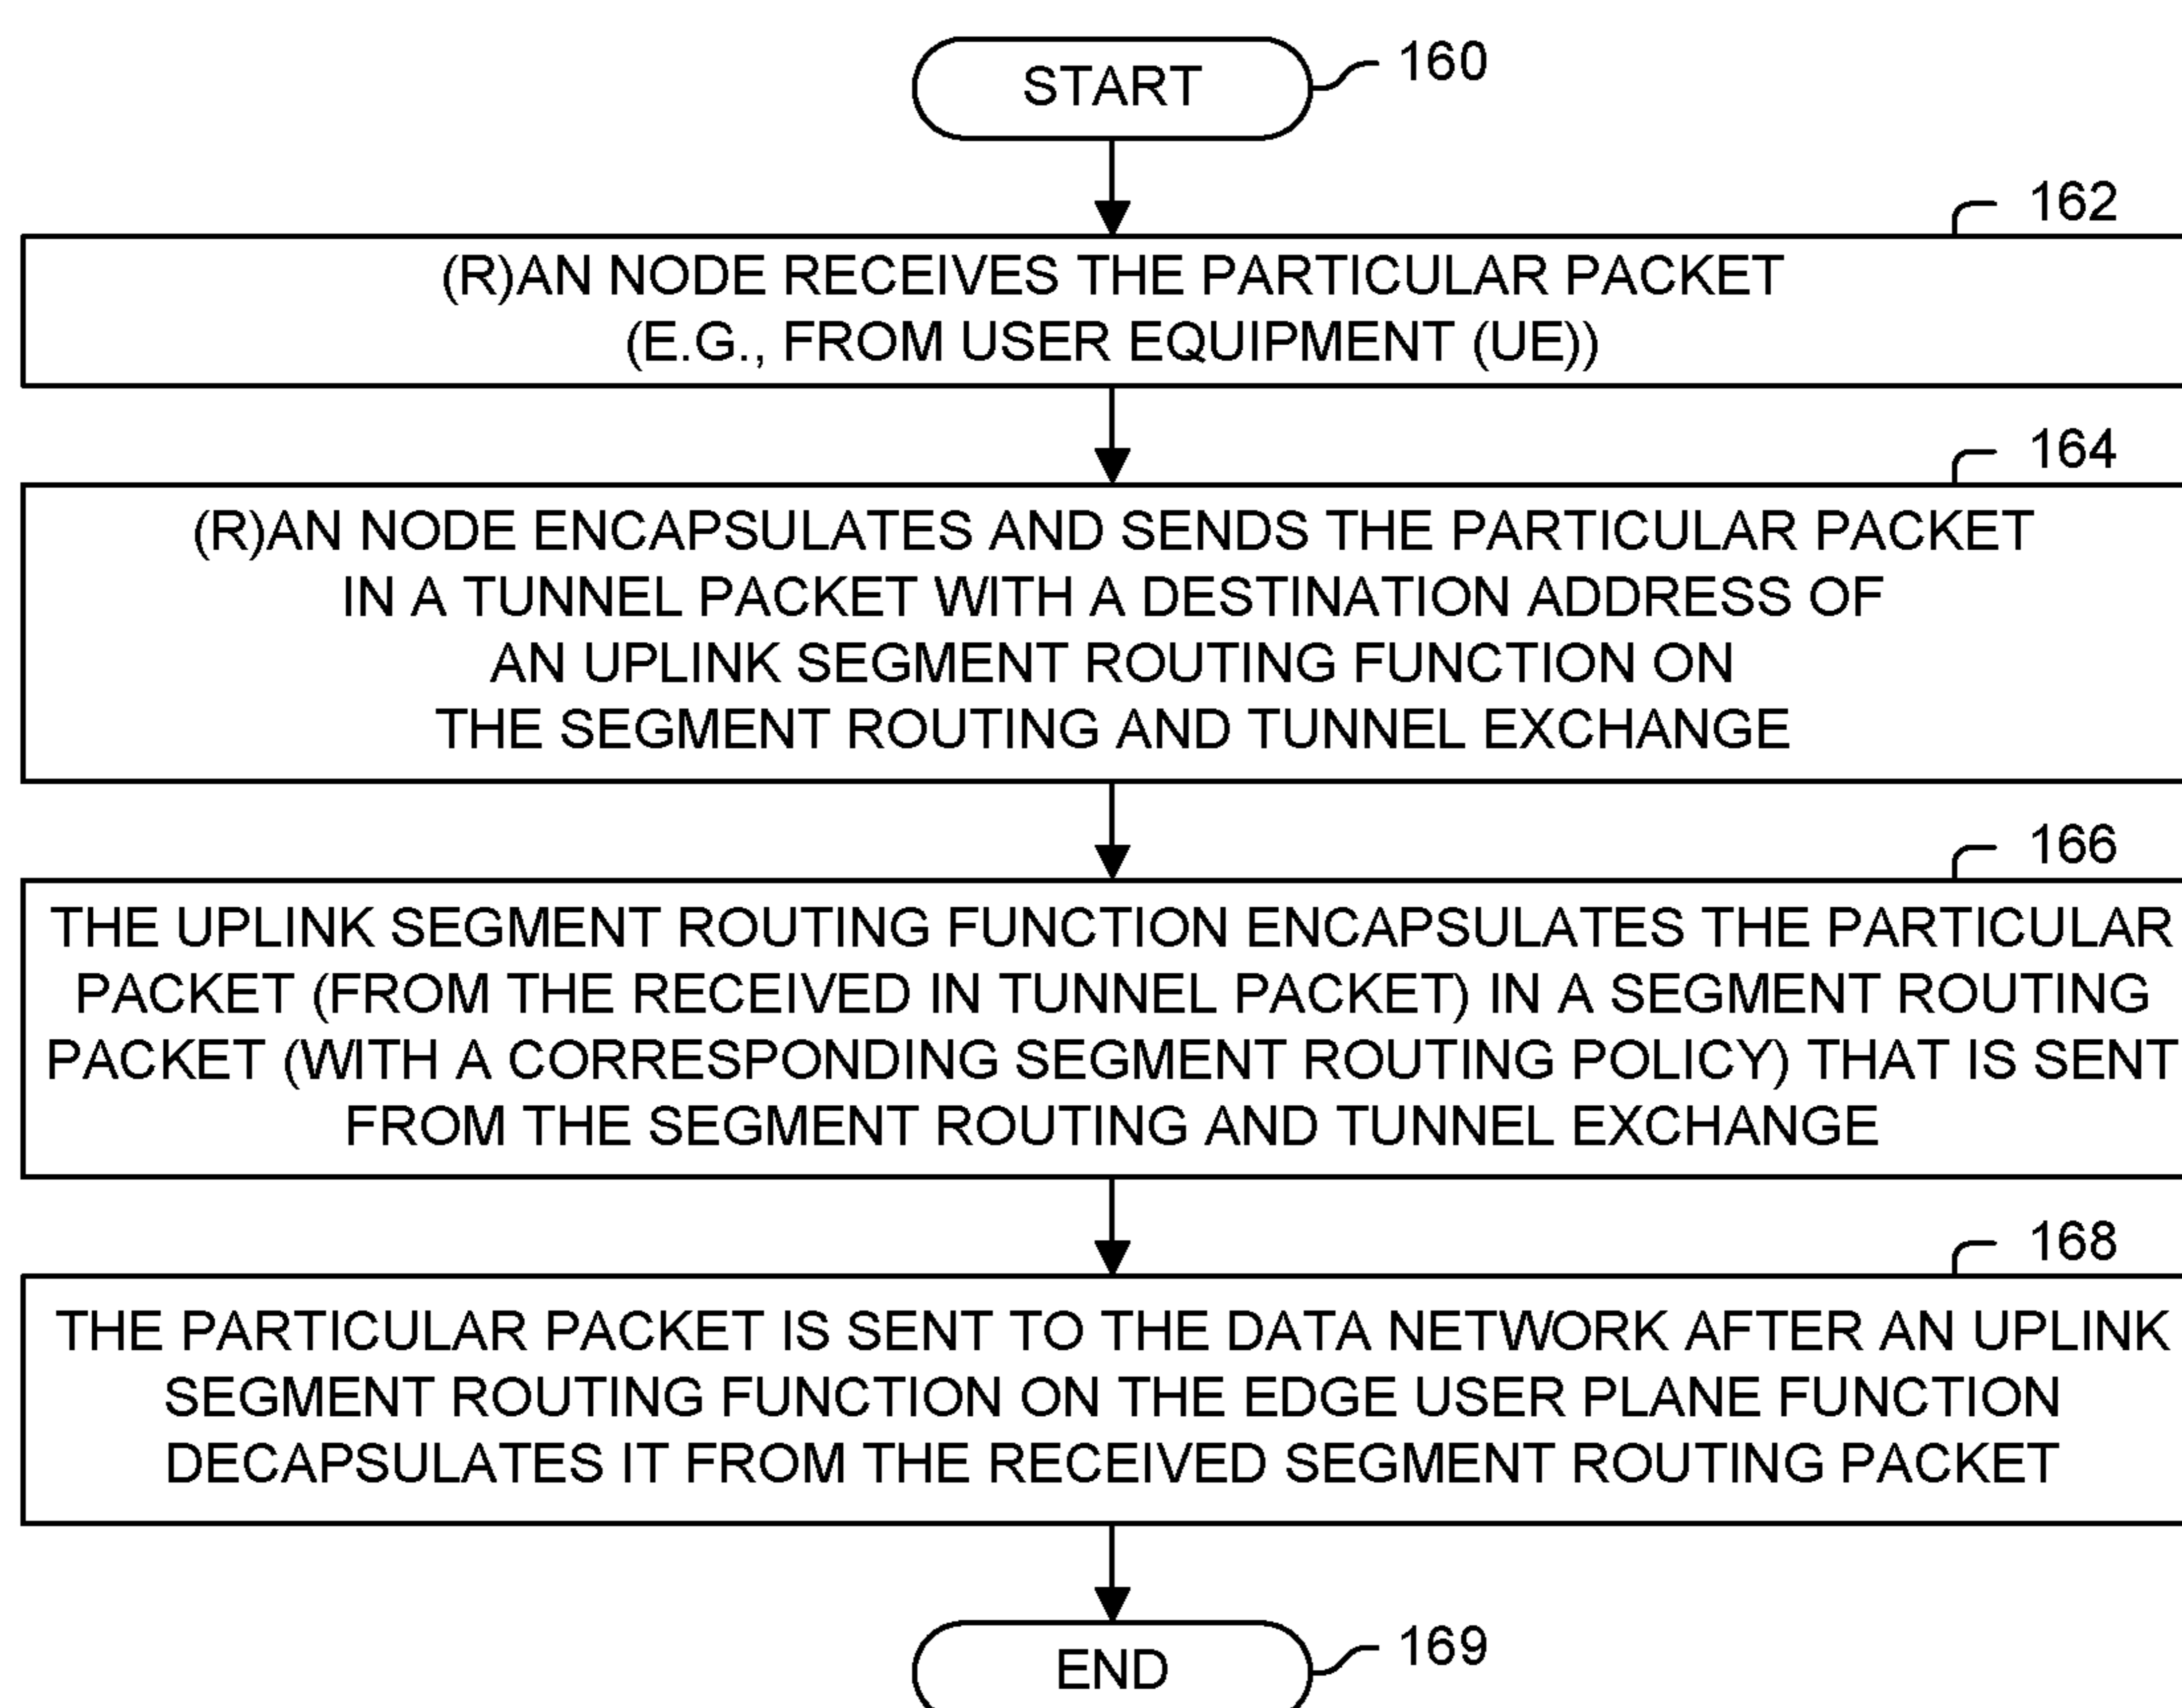 START
160
162
(R)AN NODE RECEIVES THE PARTICULAR PACKET
(E.G., FROM USER EQUIPMENT (UE))
164
(R)AN NODE ENCAPSULATES AND SENDS THE PARTICULAR PACKET
IN A TUNNEL PACKET WITH A DESTINATION ADDRESS OF
AN UPLINK SEGMENT ROUTING FUNCTION ON
THE SEGMENT ROUTING AND TUNNEL EXCHANGE
166
THE UPLINK SEGMENT ROUTING FUNCTION ENCAPSULATES THE PARTICULAR
PACKET (FROM THE RECEIVED IN TUNNEL PACKET) IN A SEGMENT ROUTING
PACKET (WITH A CORRESPONDING SEGMENT ROUTING POLICY) THAT IS SENT
FROM THE SEGMENT ROUTING AND TUNNEL EXCHANGE
168
THE PARTICULAR PACKET IS SENT TO THE DATA NETWORK AFTER AN UPLINK
SEGMENT ROUTING FUNCTION ON THE EDGE USER PLANE FUNCTION
DECAPSULATES IT FROM THE RECEIVED SEGMENT ROUTING PACKET
END
169